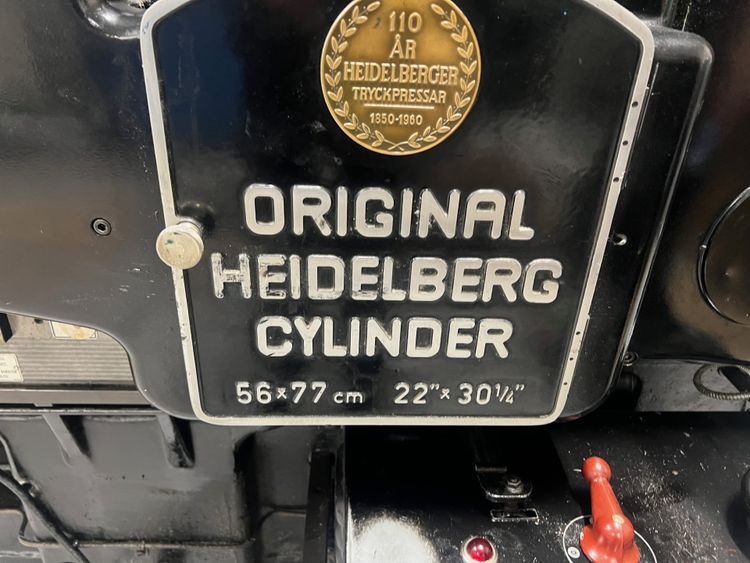 110
ÅR
HEIDELBERGER
TRYCKPRESSAR
1850-1960
ORIGINAL
HEIDELBERG
CYLINDER
56×77 cm 22"× 30¼"